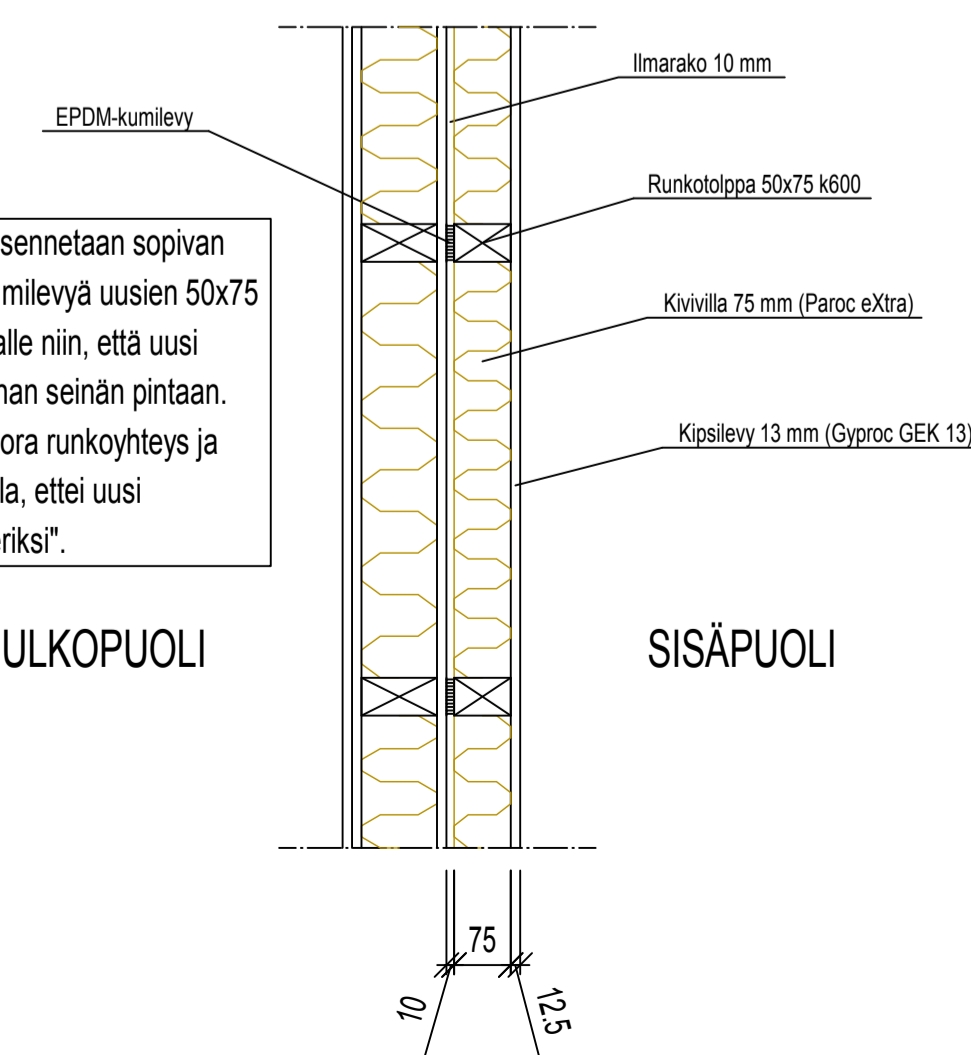 Ilmarako 10 mm
EPDM-kumilevy
Runkotolppa 50x75 k600
sennetaan sopivan
milevyä uusien 50x75
alle niin, että uusi
nan seinän pintaan.
ora runkoyhteys ja
la, ettei uusi
eriksi".
Kivivilla 75 mm (Paroc eXtra)
Kipsilevy 13 mm (Gyproc GEK 13)
ULKOPUOLI
SISÄPUOLI
75
10
12.5